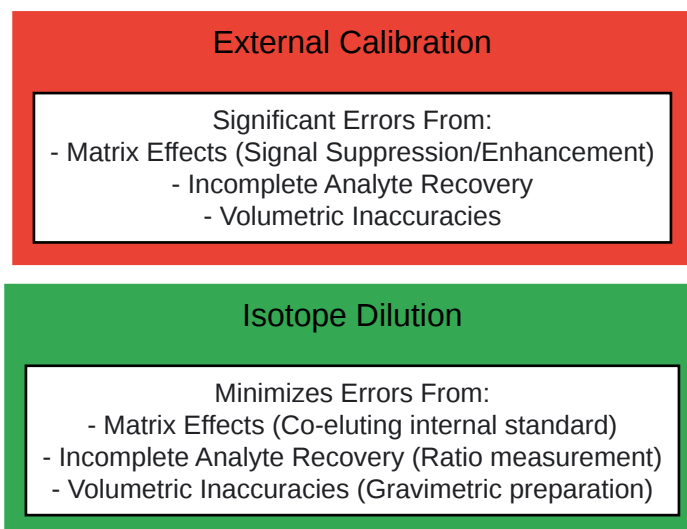 External Calibration
Significant Errors From:
- Matrix Effects (Signal Suppression/Enhancement)
- Incomplete Analyte Recovery
- Volumetric Inaccuracies
Isotope Dilution
Minimizes Errors From:
- Matrix Effects (Co-eluting internal standard)
- Incomplete Analyte Recovery (Ratio measurement)
- Volumetric Inaccuracies (Gravimetric preparation)